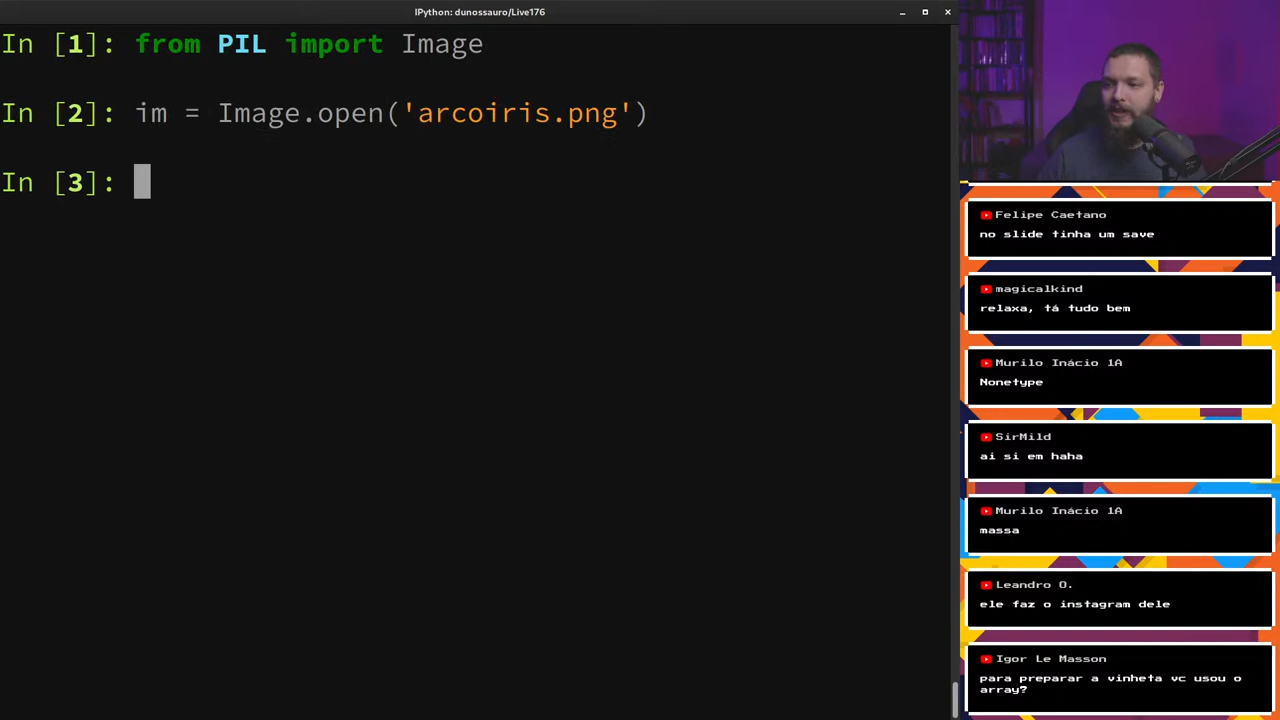 IPython: dunossauro/Live176
In [1]: from PIL import Image
In [2]: im = Image.open('arcoiris.png')
In [3]:
Felipe Caetano
no slide tinha um save
magicalkind
relaxa, tá tudo bem
Murilo Inácio 1A
Nonetype
SirMild
ai si em haha
Murilo Inácio 1A
massa
Leandro O.
ele faz o instagram dele
Igor Le Masson
para preparar a vinheta vc usou o
array?